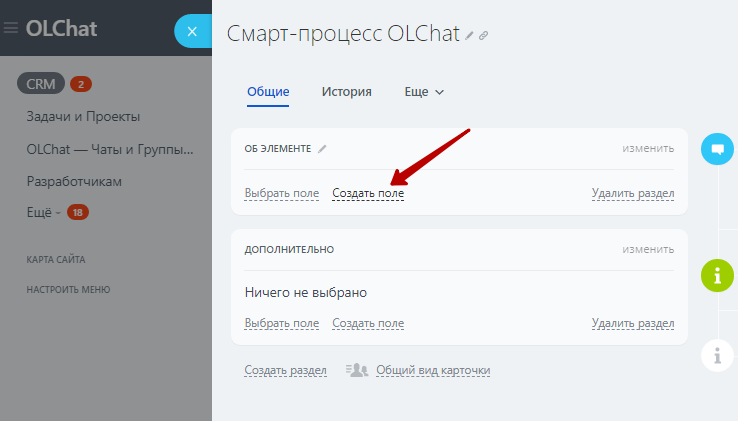 OLChat
CRM 2
Задачи и Проекты
OLChat — Чаты и Группы...
Разработчикам
Ещё - 18
КАРТА САЙТА
НАСТРОИТЬ МЕНЮ
Смарт-процесс OLChat
Общие История Еще
ОБ ЭЛЕМЕНТЕ изменить
Выбрать поле Создать поле Удалить раздел
ДОПОЛНИТЕЛЬНО изменить
Ничего не выбрано
Выбрать поле Создать поле Удалить раздел
Создать раздел Общий вид карточки